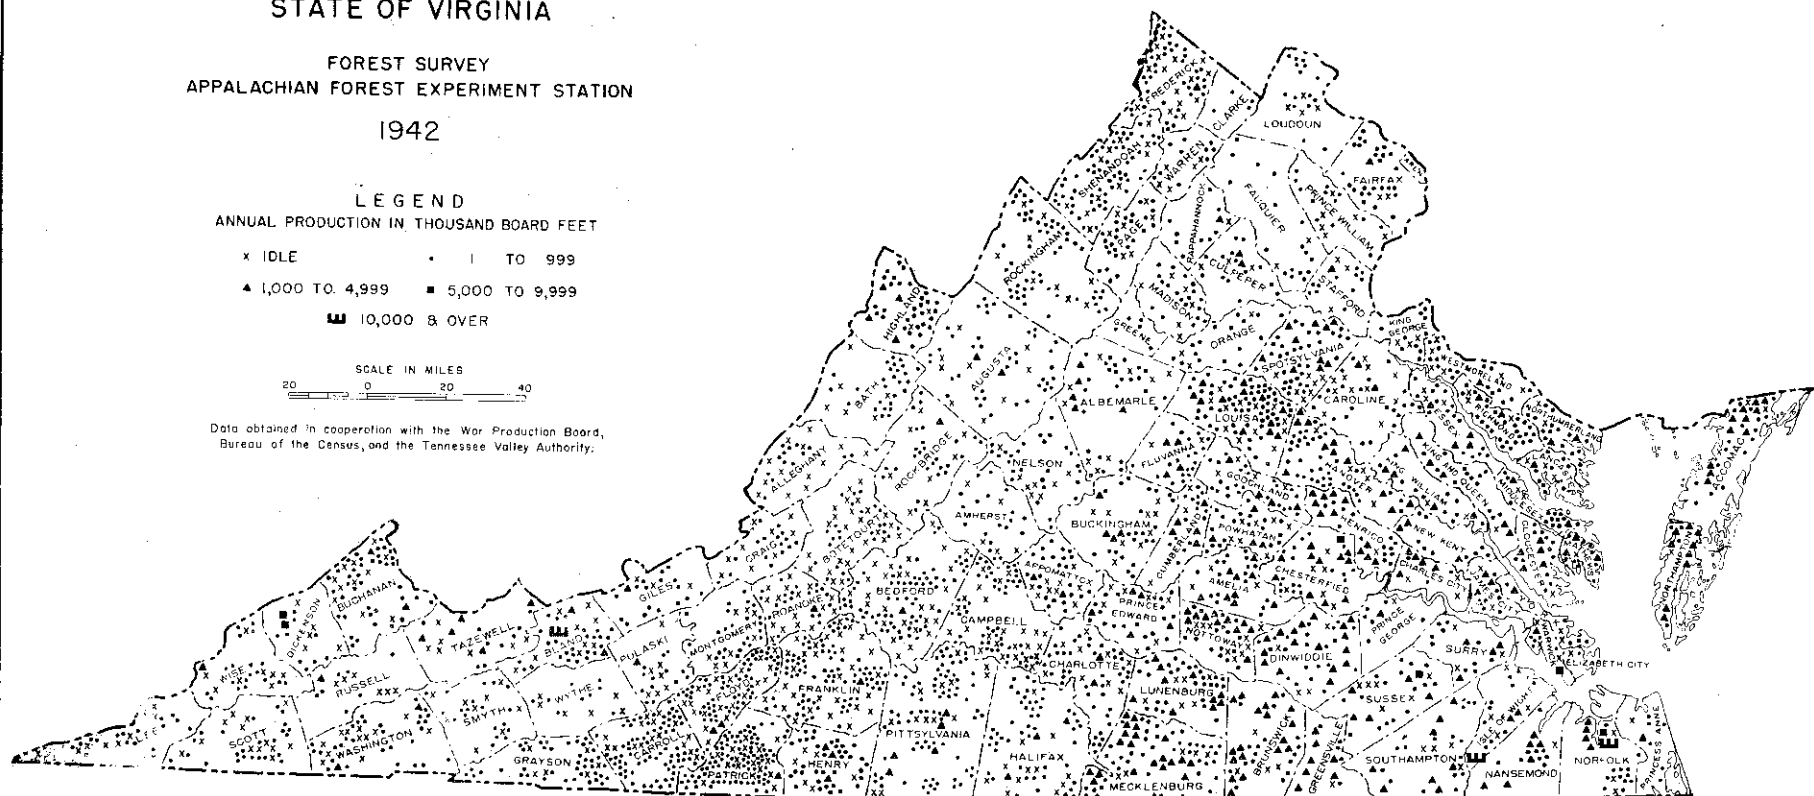 STATE OF VIRGINIA
FOREST SURVEY
APPALACHIAN FOREST EXPERIMENT STATION
1942
LEGEND
ANNUAL PRODUCTION IN THOUSAND BOARD FEET
x IDLE • 1 TO 999
▲ 1,000 TO 4,999 ■ 5,000 TO 9,999
10,000 & OVER
SCALE IN MILES
20 0 20 40
Data obtained in cooperation with the War Production Board,
Bureau of the Census, and the Tennessee Valley Authority.
FREDERICK
CLARKE
LOUDOUN
SHENANDOAH
WARREN
FAIRFAX
FAUQUIER
PRINCE WILLIAM
RAPPAHANNOCK
PAGE
ROCKINGHAM
CULPEPER
STAFFORD
MADISON
HIGHLAND
GREENE
ORANGE
KING
GEORGE
SPOTSYLVANIA
WESTMORELAND
AUGUSTA
BATH
ALBEMARLE
LOUISA
CAROLINE
ESSEX
RICHMOND
NORTHUMBERLAND
ACCOMAC
ALLEGHANY
ROCKBRIDGE
NELSON
FLUVANNA
GOOCHLAND
HANOVER
KING WILLIAM
KING AND QUEEN
LANCASTER
MIDDLESEX
AMHERST
BUCKINGHAM
CUMBERLAND
POWHATAN
HENRICO
NEW KENT
GLOUCESTER
MATHEWS
NORTHAMPTON
CRAIG
BOTETOURT
APPOMATTOX
AMELIA
CHESTERFIELD
CHARLES CITY
JAMES CITY
BUCHANAN
DICKENSON
GILES
ROANOKE
BEDFORD
PRINCE
EDWARD
CAMPBELL
NOTTOWAY
PRINCE
GEORGE
WARWICK
TAZEWELL
BLAND
PULASKI
MONTGOMERY
CHARLOTTE
DINWIDDIE
SURRY
ELIZABETH CITY
WISE
RUSSELL
SMYTH
WYTHE
FLOYD
FRANKLIN
LUNENBURG
SUSSEX
ISLE OF WIGHT
LEE
SCOTT
WASHINGTON
GRAYSON
CARROLL
PATRICK
HENRY
PITTSYLVANIA
HALIFAX
MECKLENBURG
BRUNSWICK
GREENSVILLE
SOUTHAMPTON
NANSEMOND
NORFOLK
PRINCESS ANNE